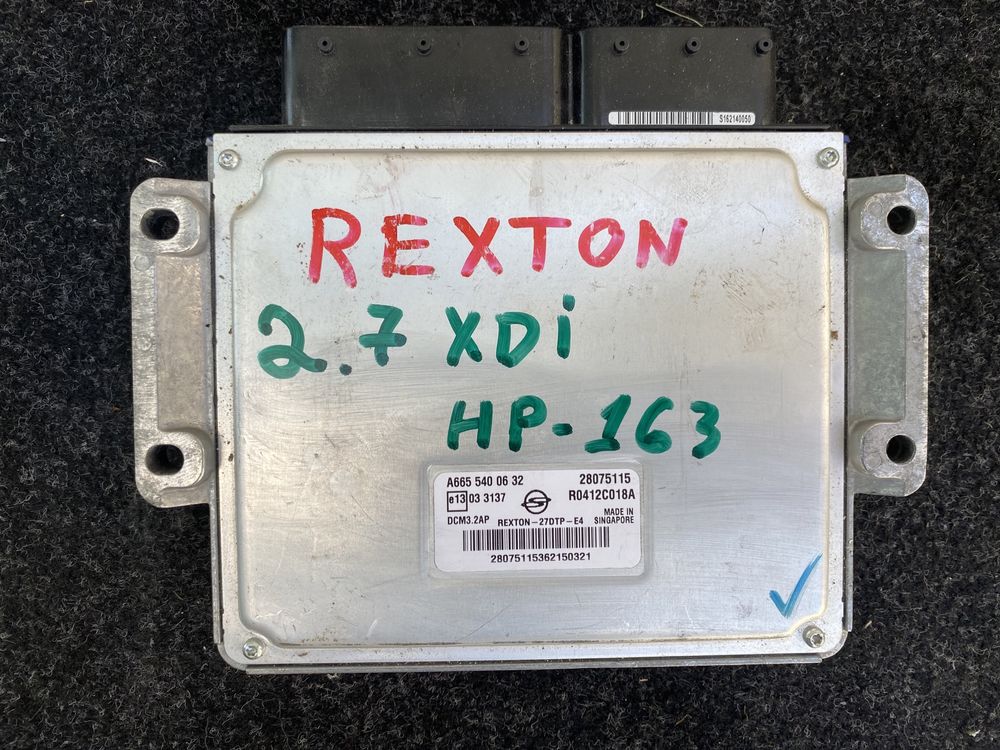 S162140050
REXTON
2.7 XDi
HP-163
A665 540 06 32 28075115
e13 03 3137 R0412C018A
DCM3.2AP REXTON-27DTP-E4 MADE IN SINGAPORE
28075115362150321